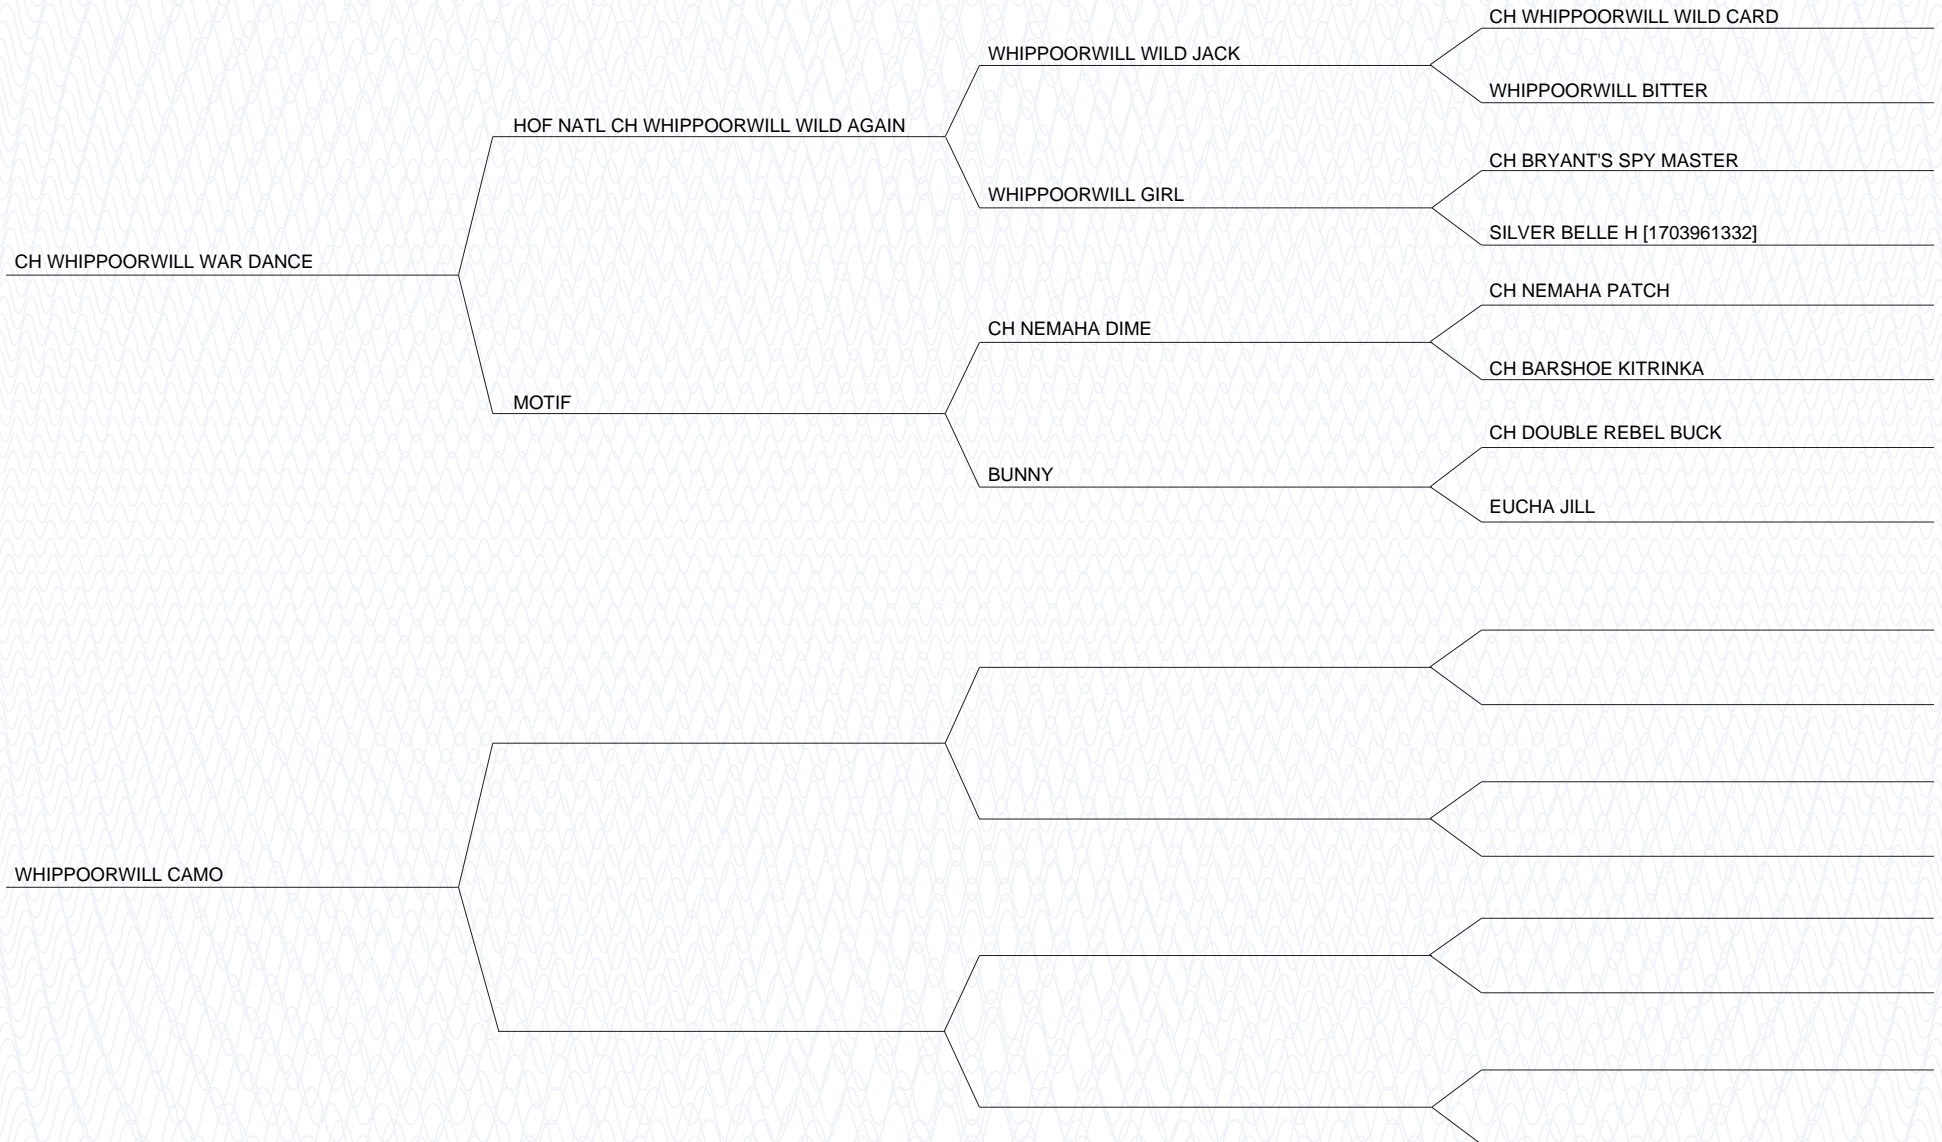 CH WHIPPOORWILL WILD CARD
WHIPPOORWILL WILD JACK
WHIPPOORWILL BITTER
HOF NATL CH WHIPPOORWILL WILD AGAIN
CH BRYANT'S SPY MASTER
WHIPPOORWILL GIRL
SILVER BELLE H [1703961332]
CH WHIPPOORWILL WAR DANCE
CH NEMAHA PATCH
CH NEMAHA DIME
CH BARSHOE KITRINKA
MOTIF
CH DOUBLE REBEL BUCK
BUNNY
EUCHA JILL
WHIPPOORWILL CAMO